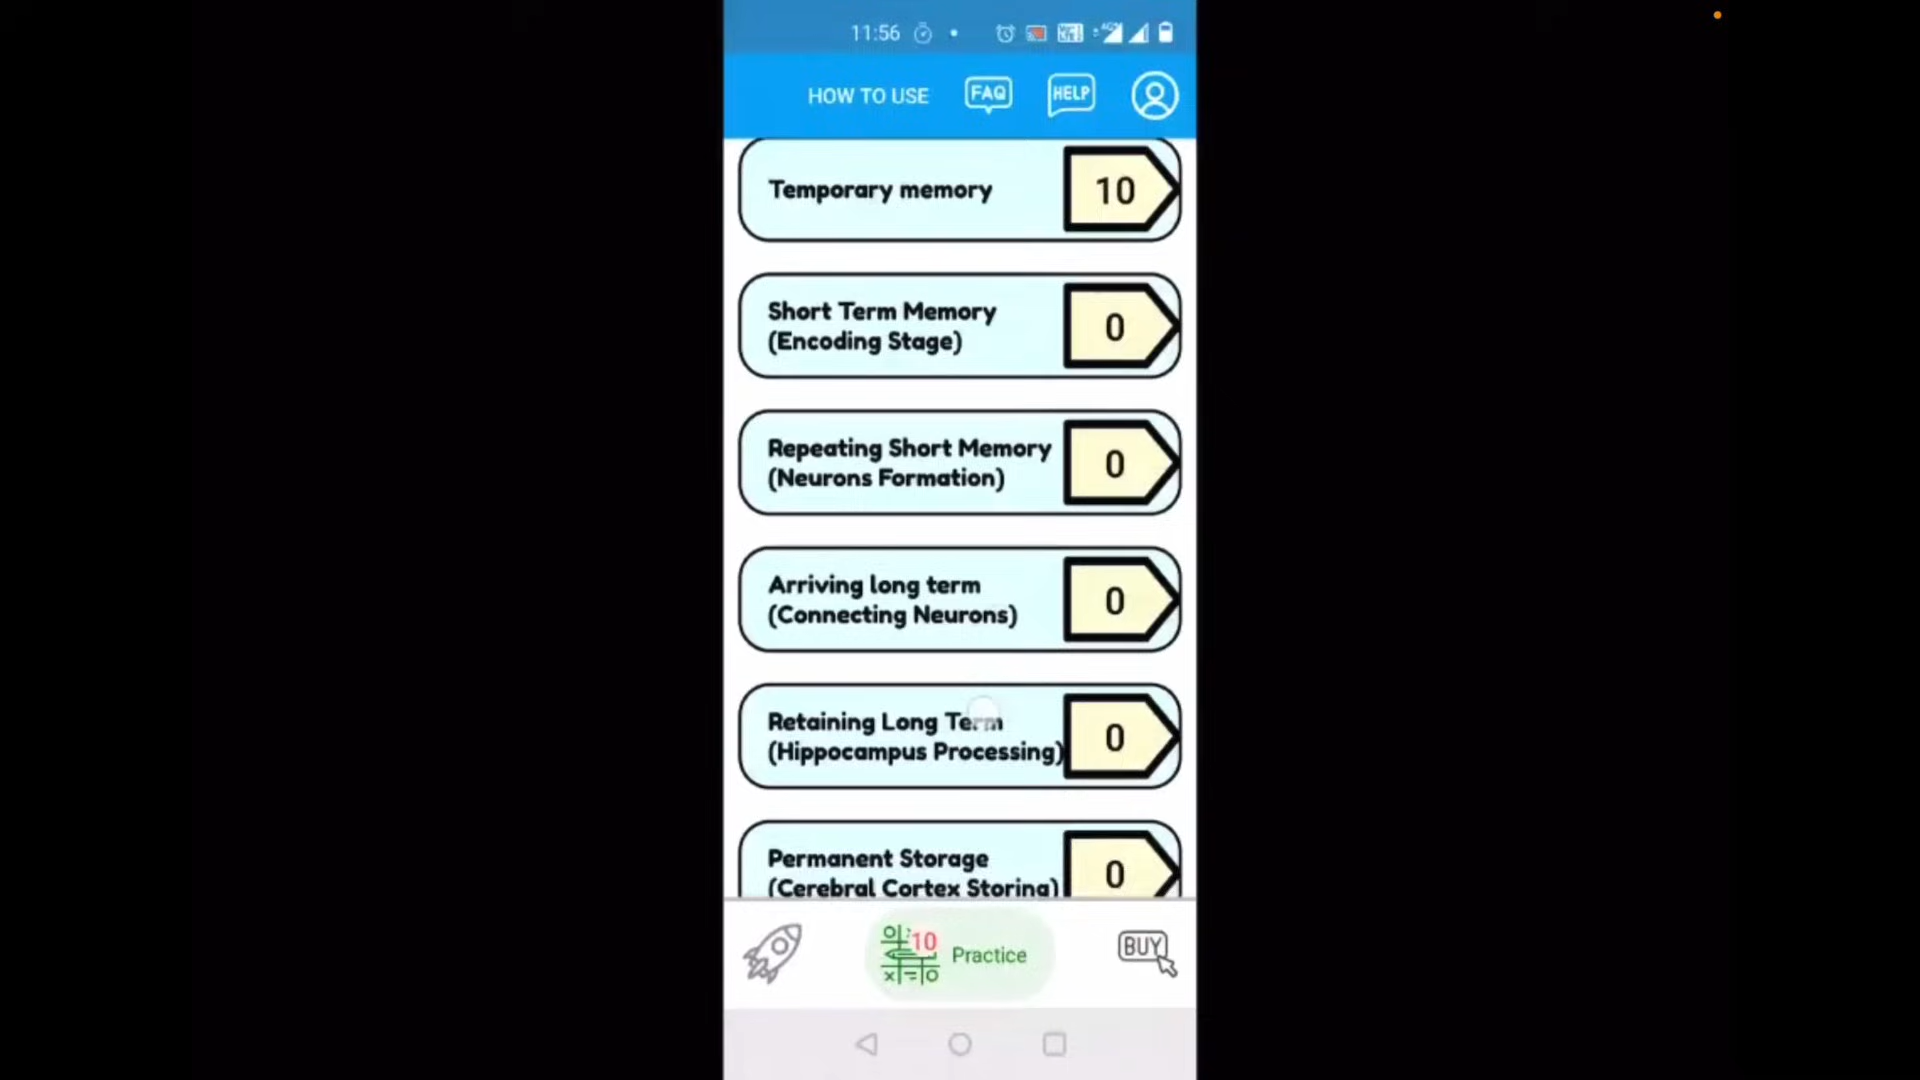 11:56
HOW TO USE
FAQ
HELP
Temporary memory
10
Short Term Memory
(Encoding Stage)
0
Repeating Short Memory
(Neurons Formation)
0
Arriving long term
(Connecting Neurons)
0
Retaining Long Term
(Hippocampus Processing)
0
Permanent Storage
(Cerebral Cortex Storing)
0
10
Practice
BUY